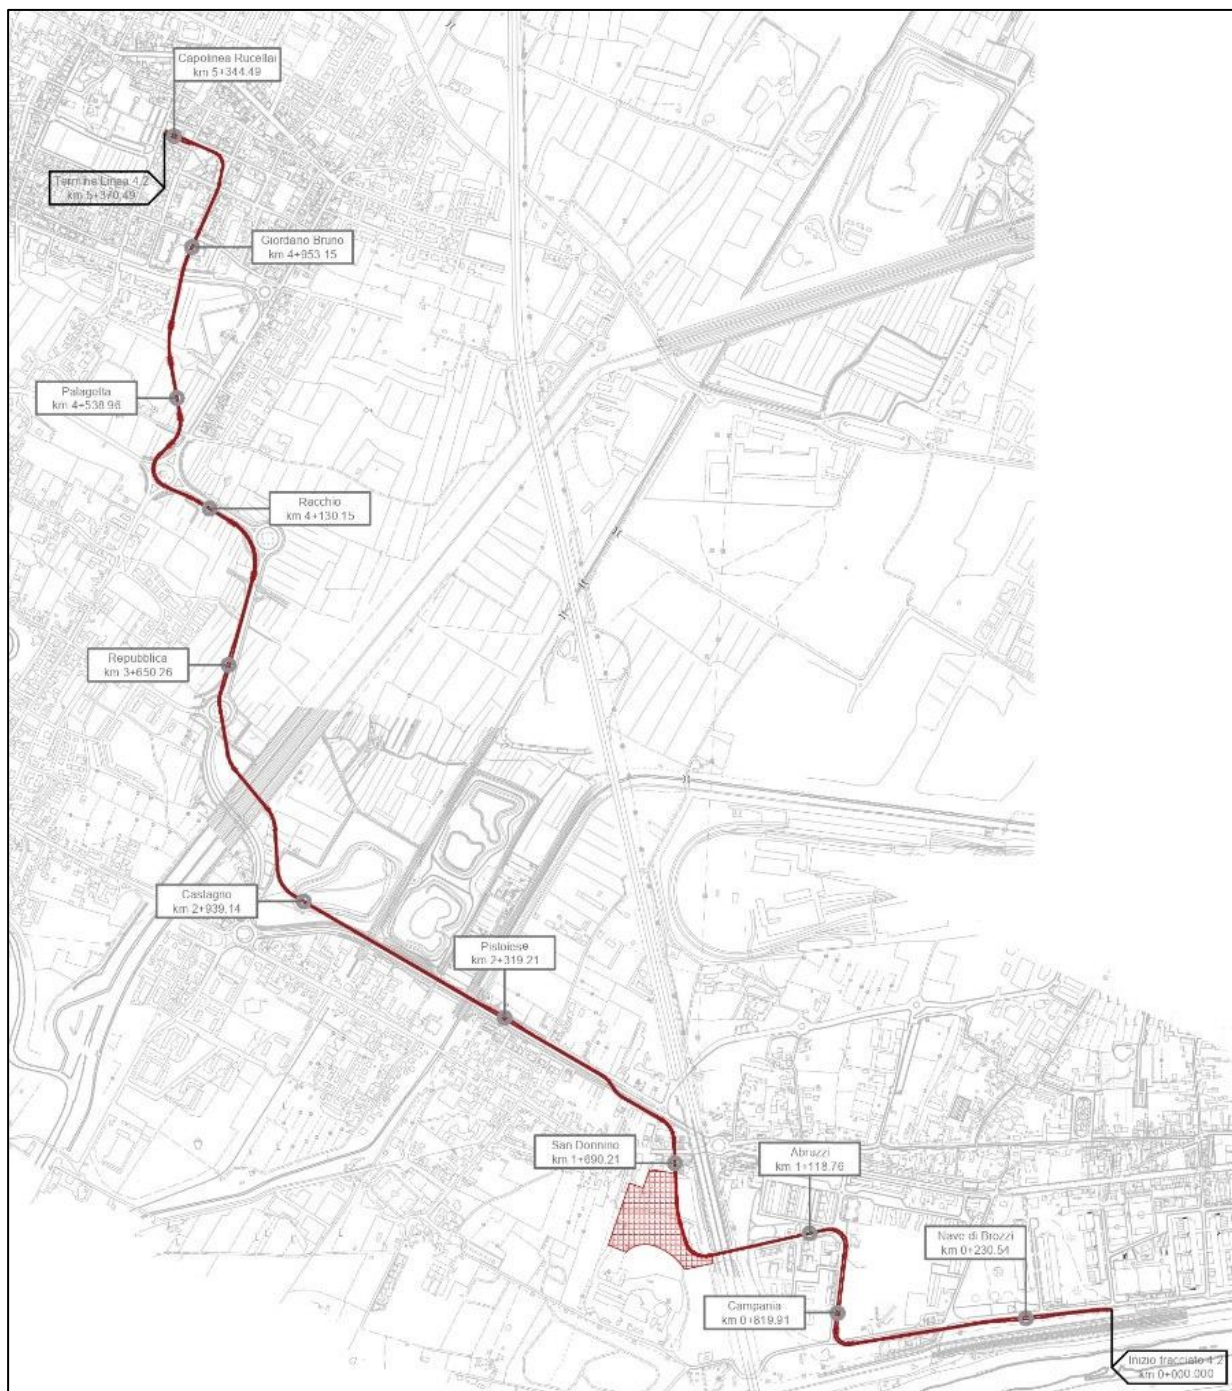 Capolinea Rucellai
km 5+344.49
Termine Linea 4.2
km 5+370.49
Giordano Bruno
km 4+953.15
Palagetta
km 4+538.96
Racchio
km 4+130.15
Repubblica
km 3+650.26
Castagno
km 2+939.14
Pistoiese
km 2+319.21
San Donnino
km 1+690.21
Abruzzi
km 1+118.76
Nave di Brozzi
km 0+230.54
Campania
km 0+819.91
Inizio tracciato 4.2
km 0+000.000